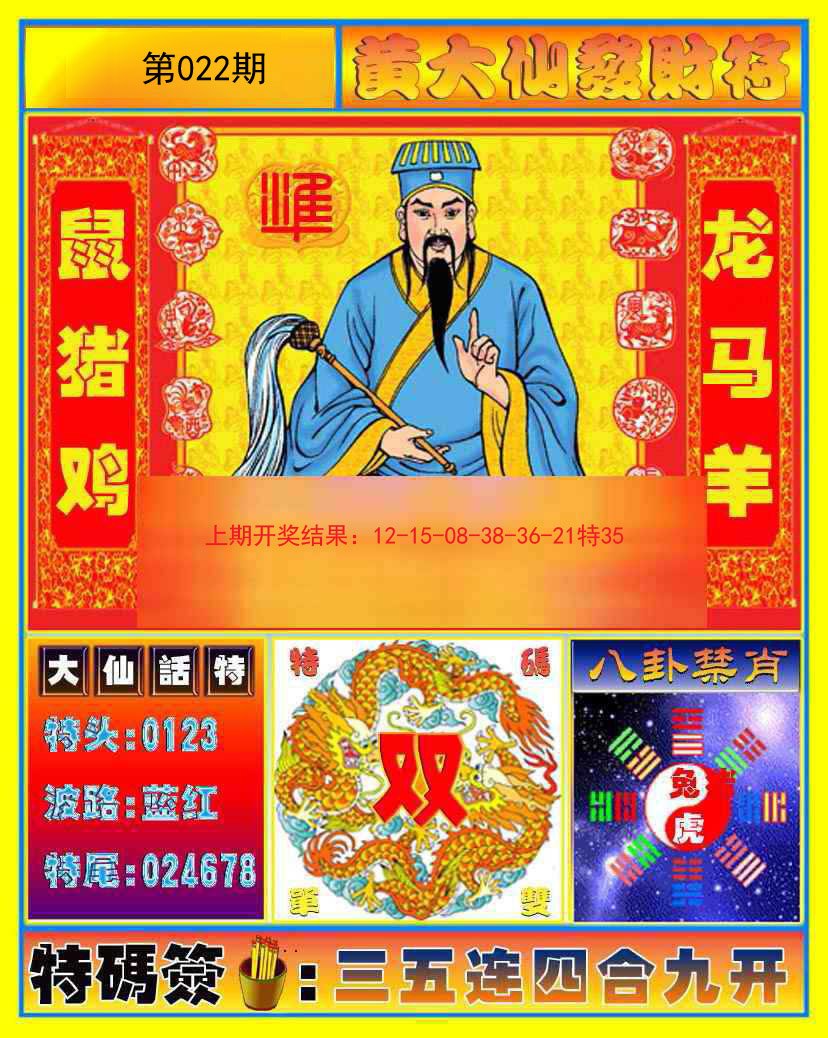 第022期
黄大仙發財符
鼠猪鸡
龙马羊
上期开奖结果：12-15-08-38-36-21特35
大仙話特
特头:0123
波路:蓝红
特尾:024678
特碼
双
單雙
八卦禁肖
兔
虎
特碼簽:三五连四合九开